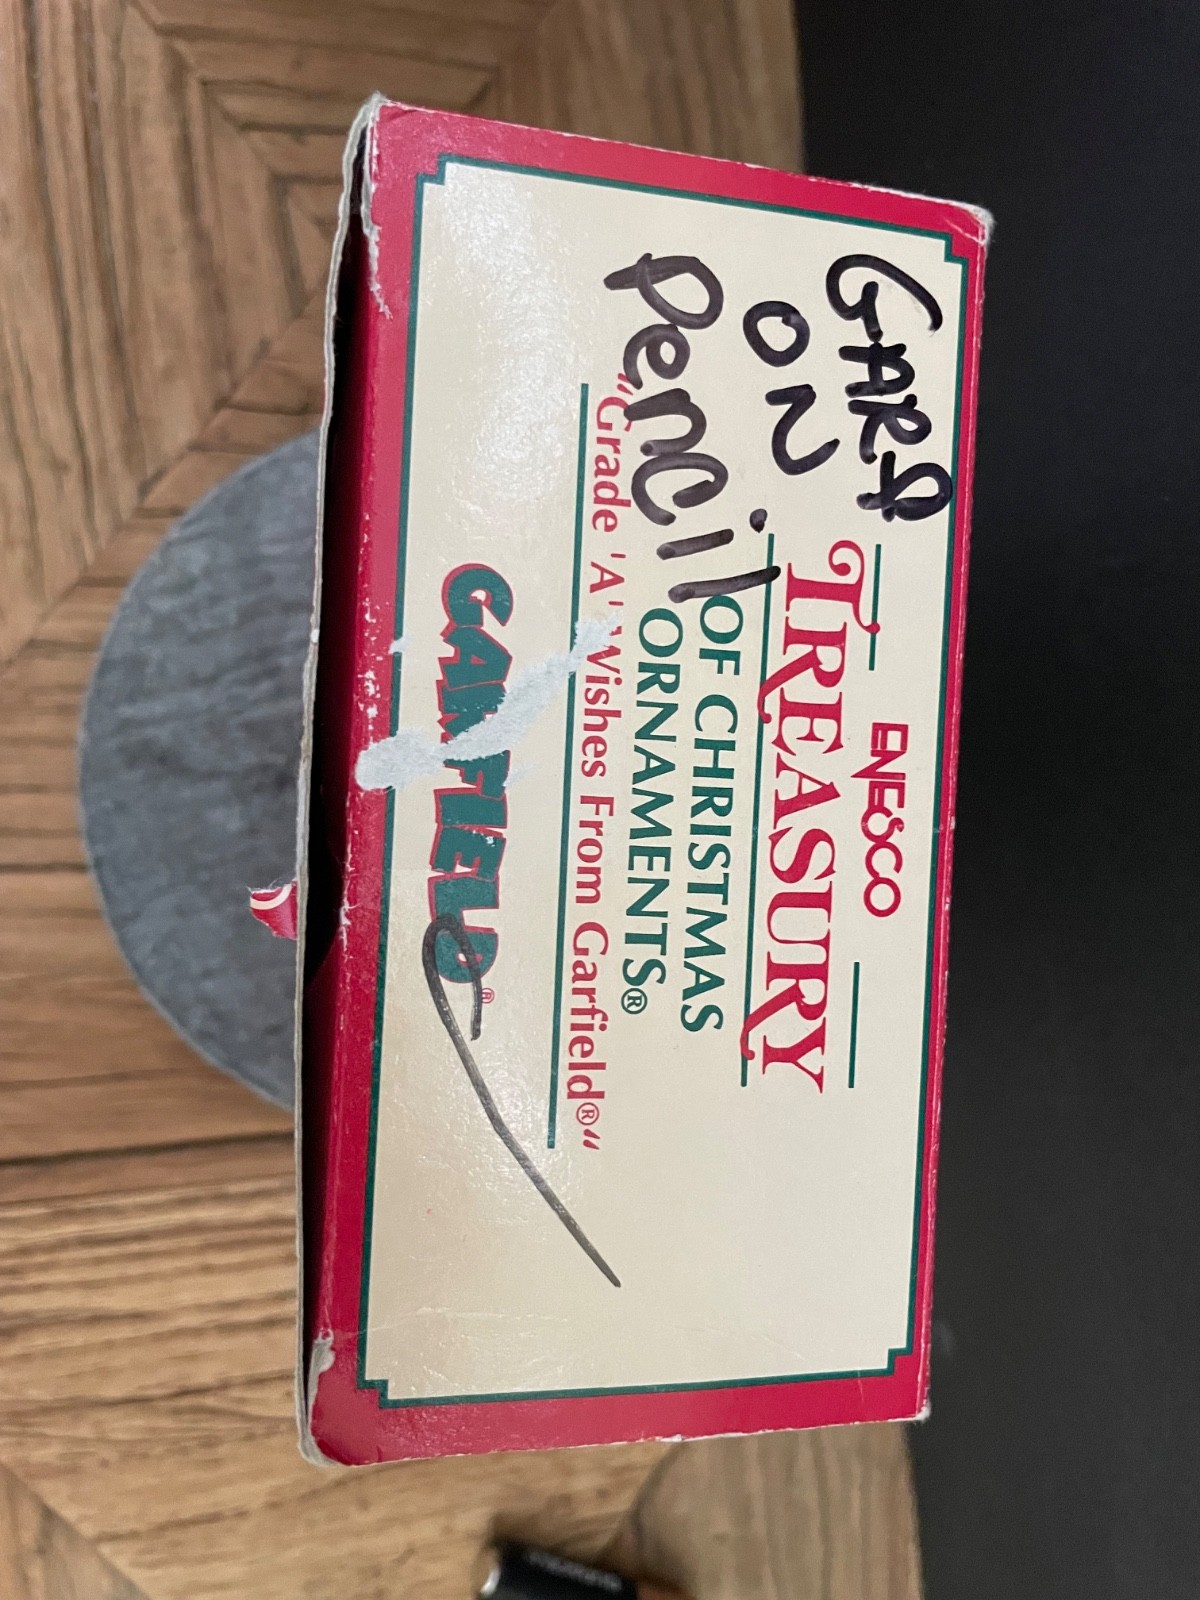 GARf
ON
Pencil
ENESCO
TREASURY
OF CHRISTMAS
ORNAMENTS®
"Grade 'A' Wishes From Garfield®"
GARFIELD®